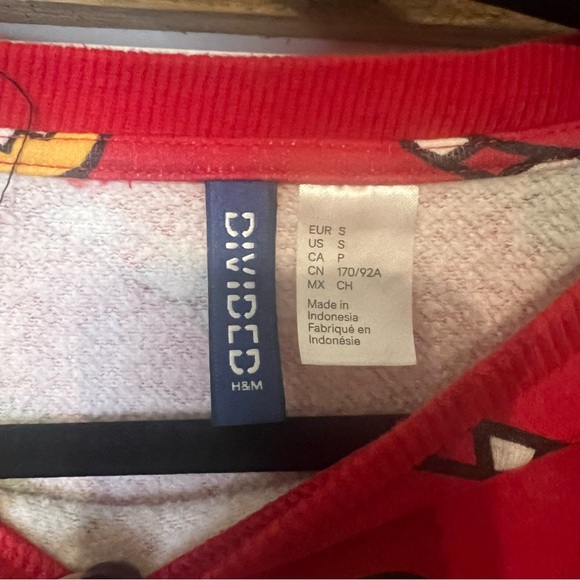 DIVIDED
H&M
EUR S
US S
CA P
CN 170/92A
MX CH
Made in
Indonesia
Fabriqué en
Indonésie